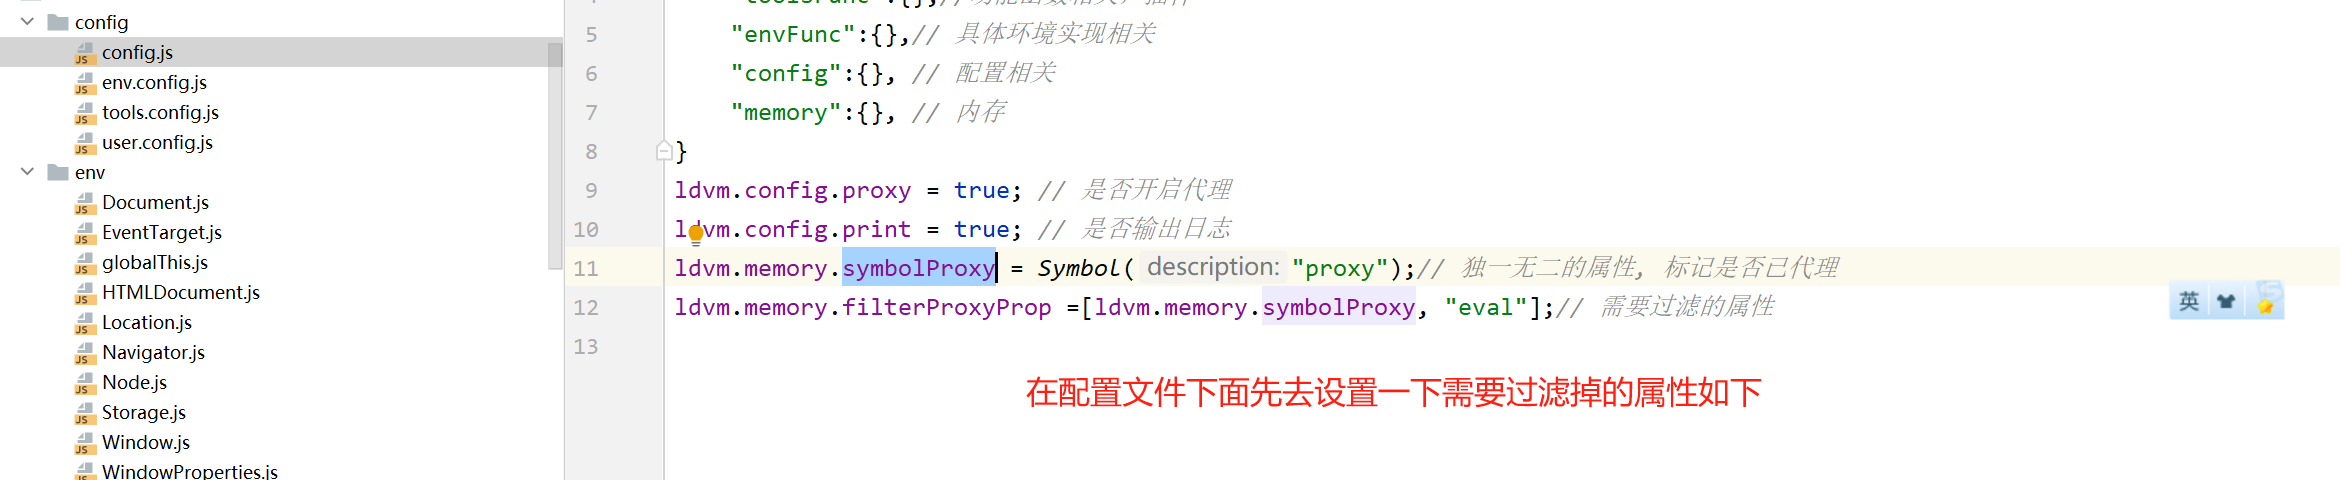 config
config.js
env.config.js
tools.config.js
user.config.js
env
Document.js
EventTarget.js
globalThis.js
HTMLDocument.js
Location.js
Navigator.js
Node.js
Storage.js
Window.js
WindowProperties.js
5 "envFunc":{},// 具体环境实现相关
6 "config":{}, // 配置相关
7 "memory":{}, // 内存
8 }
9 ldvm.config.proxy = true; // 是否开启代理
10 ldvm.config.print = true; // 是否输出日志
11 ldvm.memory.symbolProxy = Symbol( description: "proxy");// 独一无二的属性, 标记是否已代理
12 ldvm.memory.filterProxyProp =[ldvm.memory.symbolProxy, "eval"];// 需要过滤的属性
13
在配置文件下面先去设置一下需要过滤掉的属性如下
英